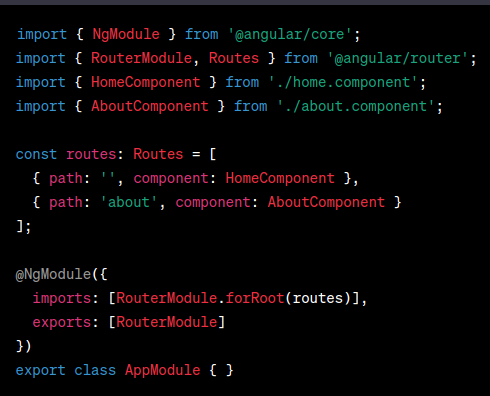 import { NgModule } from '@angular/core';
import { RouterModule, Routes } from '@angular/router';
import { HomeComponent } from './home.component';
import { AboutComponent } from './about.component';

const routes: Routes = [
  { path: '', component: HomeComponent },
  { path: 'about', component: AboutComponent }
];

@NgModule({
  imports: [RouterModule.forRoot(routes)],
  exports: [RouterModule]
})
export class AppModule { }